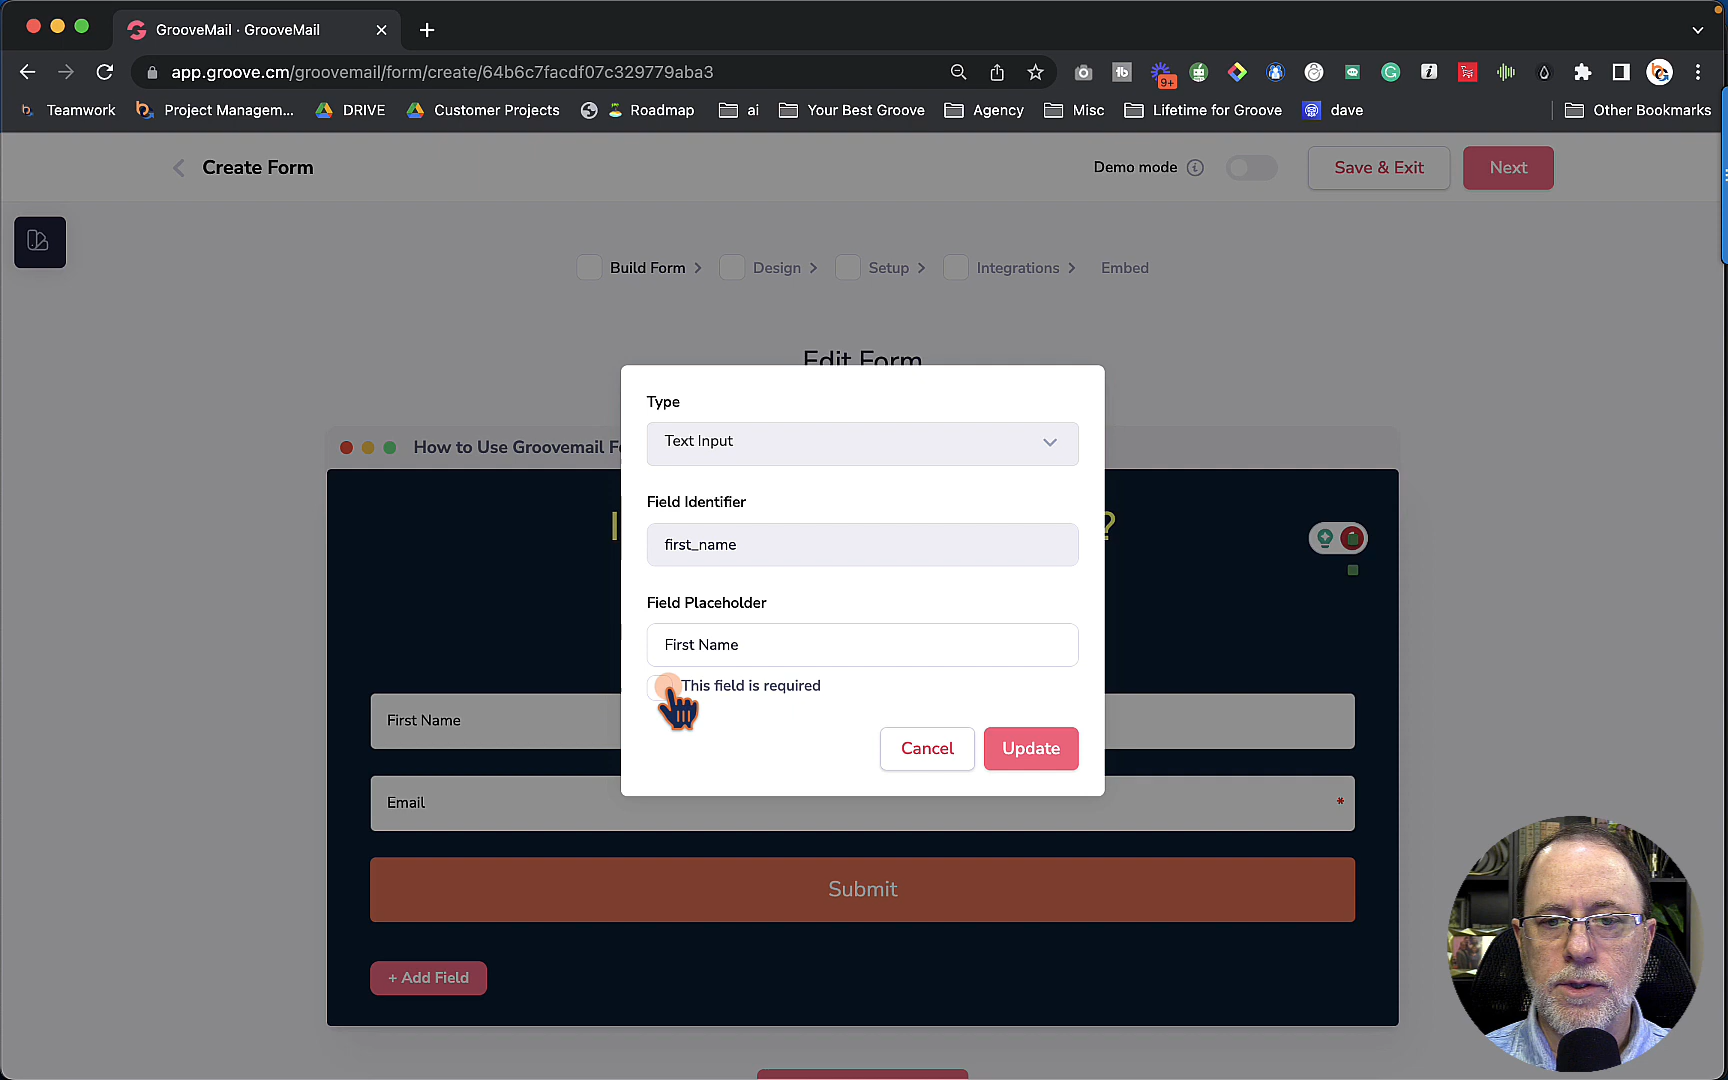 GrooveMail · GrooveMail
app.groove.cm/groovemail/form/create/64b6c7facdf07c329779aba3
9+
Teamwork
Project Managem...
DRIVE
Customer Projects
Roadmap
ai
Your Best Groove
Agency
Misc
Lifetime for Groove
dave
Other Bookmarks
Create Form
Demo mode
Save & Exit
Next
Build Form
Design
Setup
Integrations
Embed
Edit Form
How to Use Groovemail F
?
Type
Text Input
Field Identifier
first_name
Field Placeholder
First Name
This field is required
Cancel
Update
First Name
Email *
Submit
+ Add Field